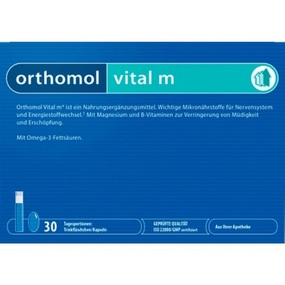 orthomol vital m
Orthomol Vital m® ist ein Nahrungsergänzungsmittel. Wichtige Mikronährstoffe für Nervensystem
und Energiestoffwechsel.¹ Mit Magnesium und B-Vitaminen zur Verringerung von Müdigkeit
und Erschöpfung.
Mit Omega-3-Fettsäuren.
30 Tagesportionen:
Trinkfläschchen/Kapseln
GEPRÜFTE QUALITÄT
ISO 22000/GMP zertifiziert
Aus Ihrer Apotheke